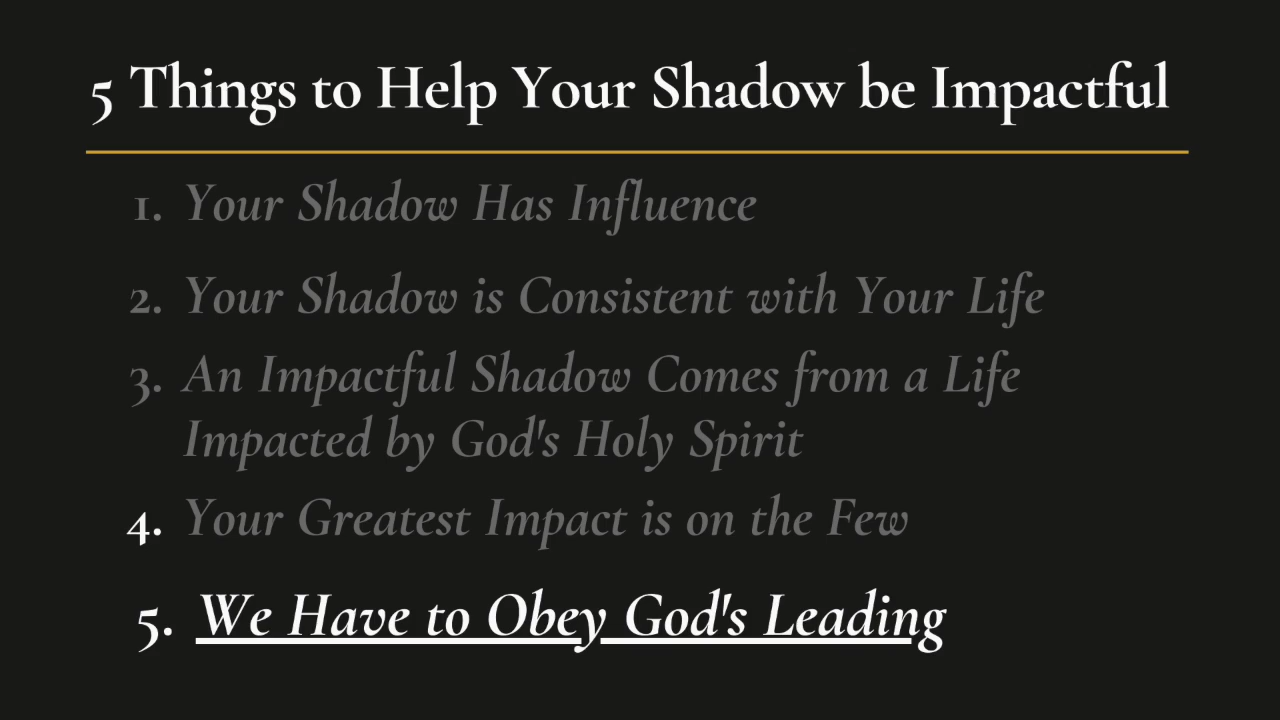 5 Things to Help Your Shadow be Impactful
1. Your Shadow Has Influence
2. Your Shadow is Consistent with Your Life
3. An Impactful Shadow Comes from a Life
Impacted by God's Holy Spirit
4. Your Greatest Impact is on the Few
5. We Have to Obey God's Leading